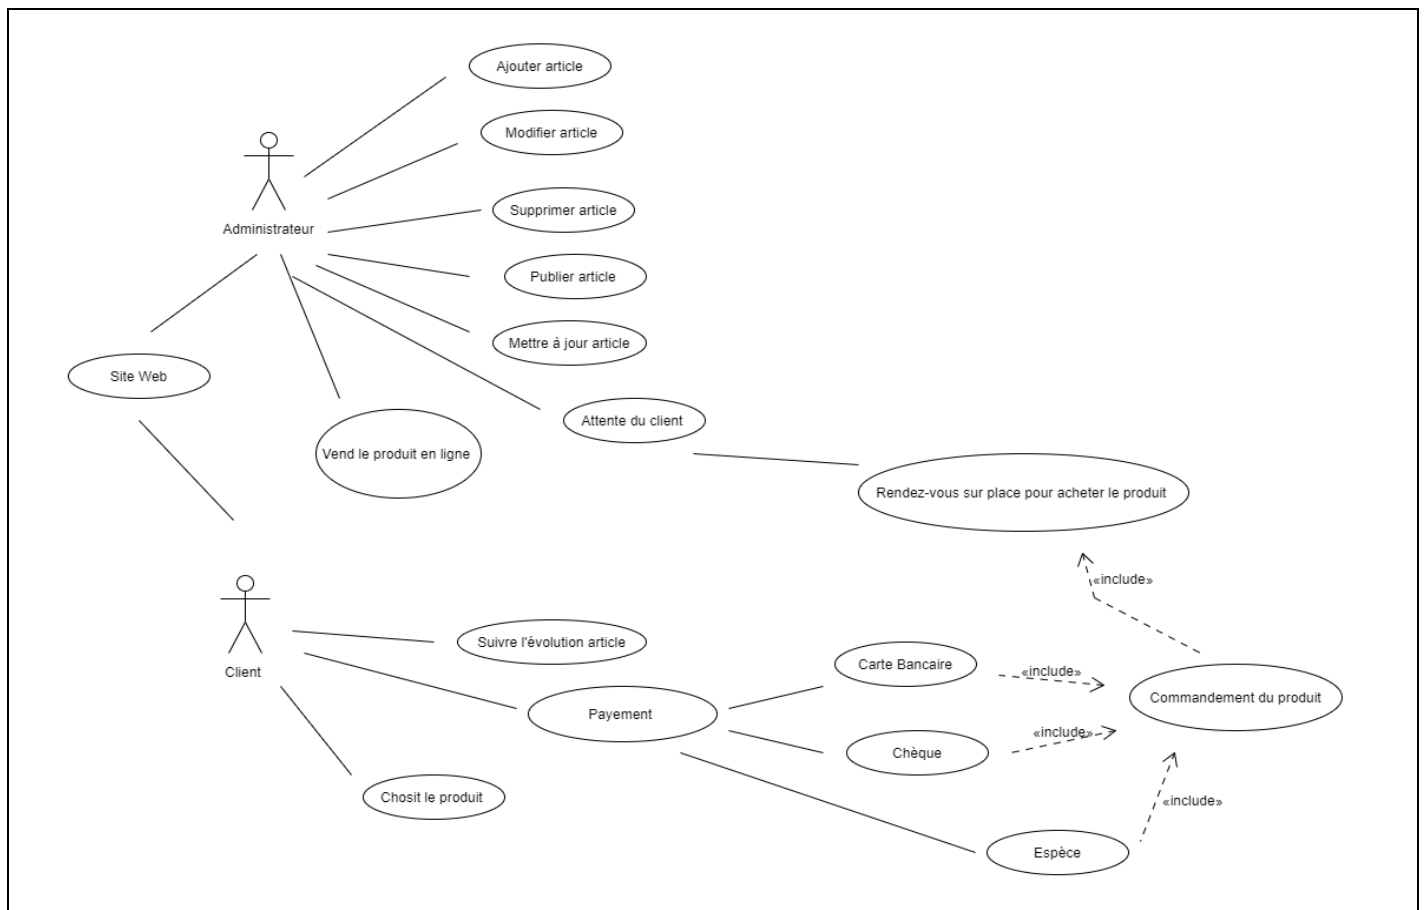 Ajouter article
Modifier article
Supprimer article
Administrateur
Publier article
Mettre à jour article
Site Web
Attente du client
Vend le produit en ligne
Rendez-vous sur place pour acheter le produit
«include»
Suivre l'évolution article
Client
Carte Bancaire
«include»
Commandement du produit
Payement
«include»
Chèque
Chosit le produit
«include»
Espèce